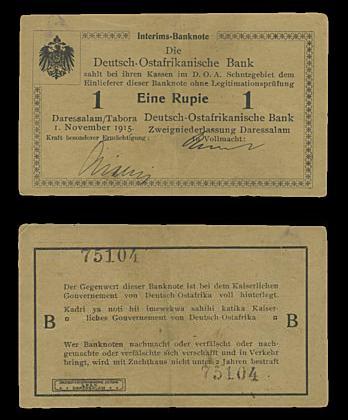 Interims-Banknote
Die
Deutsch-Ostafrikanische Bank
zahlt bei ihren Kassen im D. O. A. Schutzgebiet dem
Einlieferer dieser Banknote ohne Legitimationsprüfung
1 Eine Rupie 1
Daressalam/Tabora Deutsch-Ostafrikanische Bank
1. November 1915. Zweigniederlassung Daressalam
Kraft besonderer Ermächtigung: In Vollmacht:
75104
Der Gegenwert dieser Banknote ist bei dem Kaiserlichen
Gouvernement von Deutsch-Ostafrika voll hinterlegt.
Kadri ya noti hii imewekwa sahihi katika Kaiser-
B liches Gouvernement von Deutsch-Ostafrika B
Wer Banknoten nachmacht oder verfälscht oder nach-
gemachte oder verfälschte sich verschafft und in Verkehr
bringt, wird mit Zuchthaus nicht unter 2 Jahren bestraft
75104